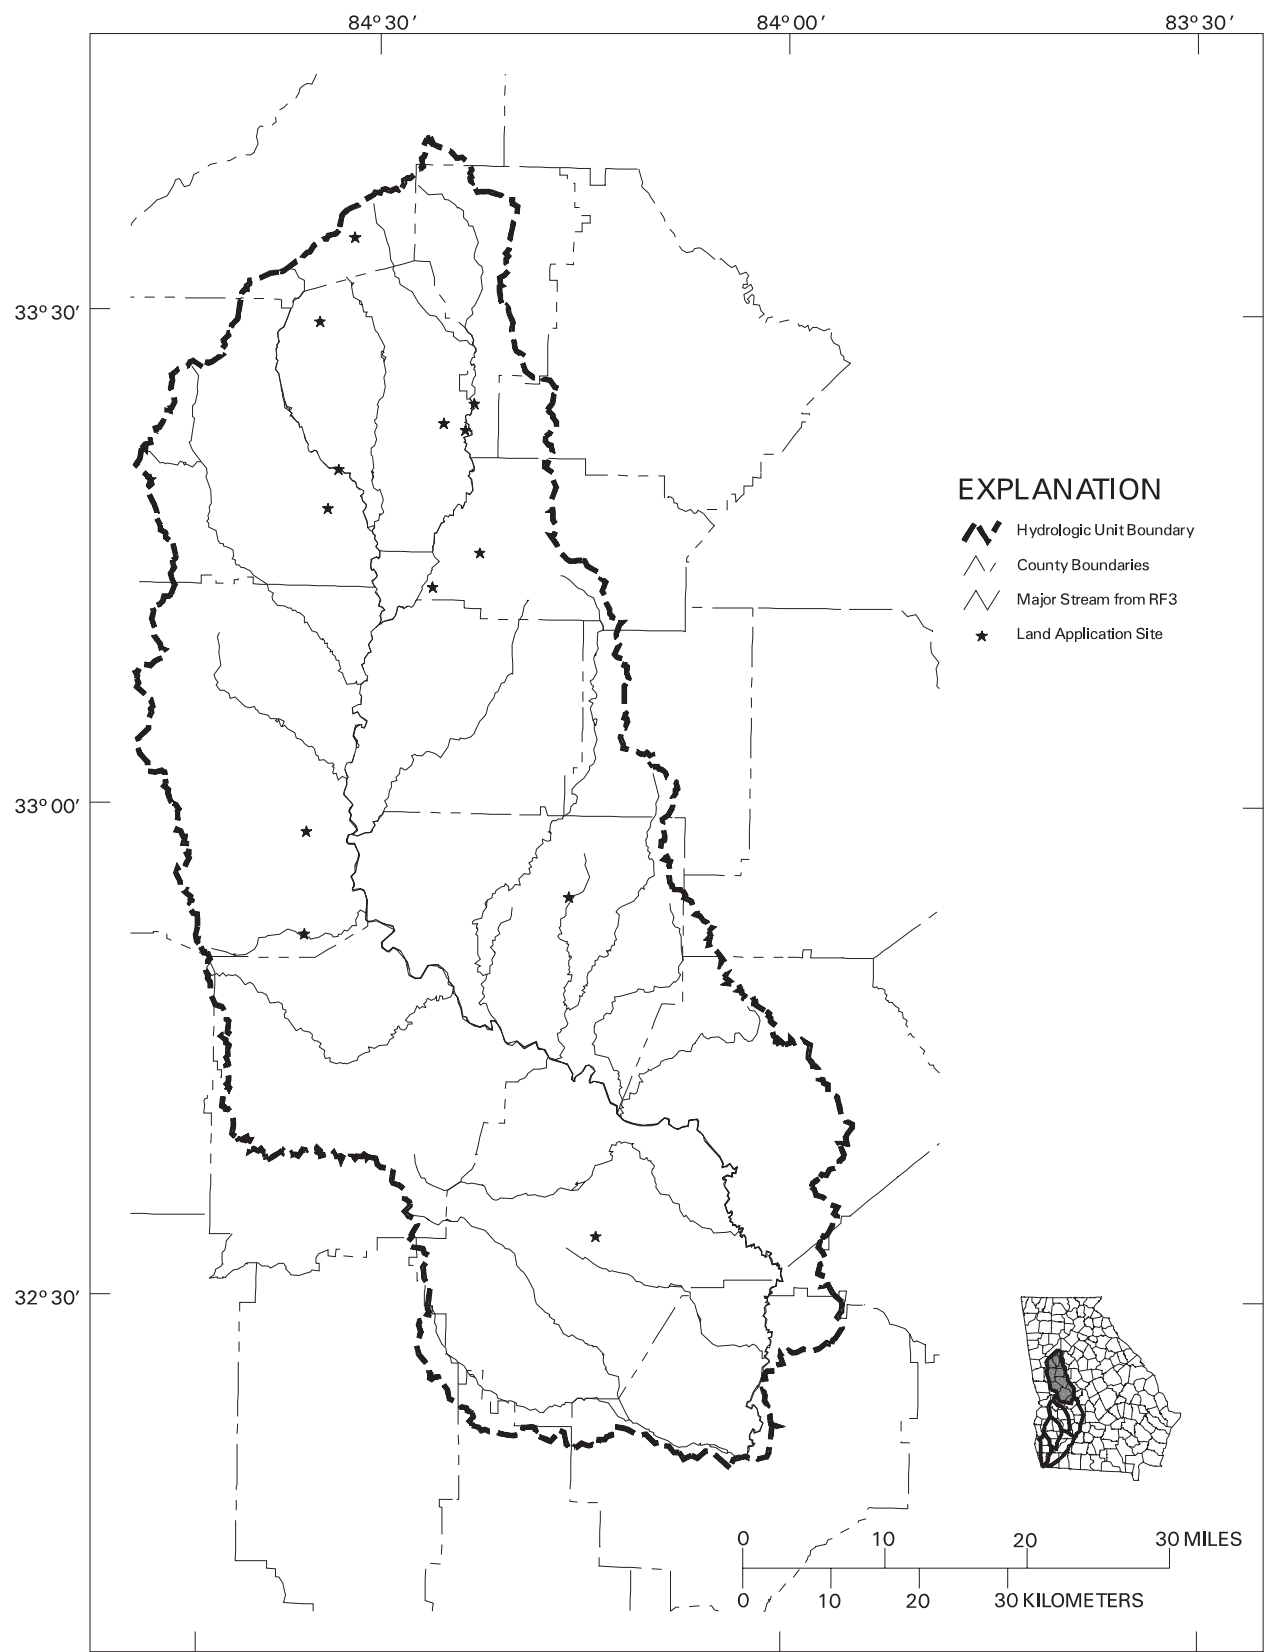 84° 30′
84° 00′
83° 30′
33° 30′
EXPLANATION
Hydrologic Unit Boundary
County Boundaries
Major Stream from RF3
Land Application Site
33° 00′
32° 30′
0 10 20 30 MILES
0 10 20 30 KILOMETERS